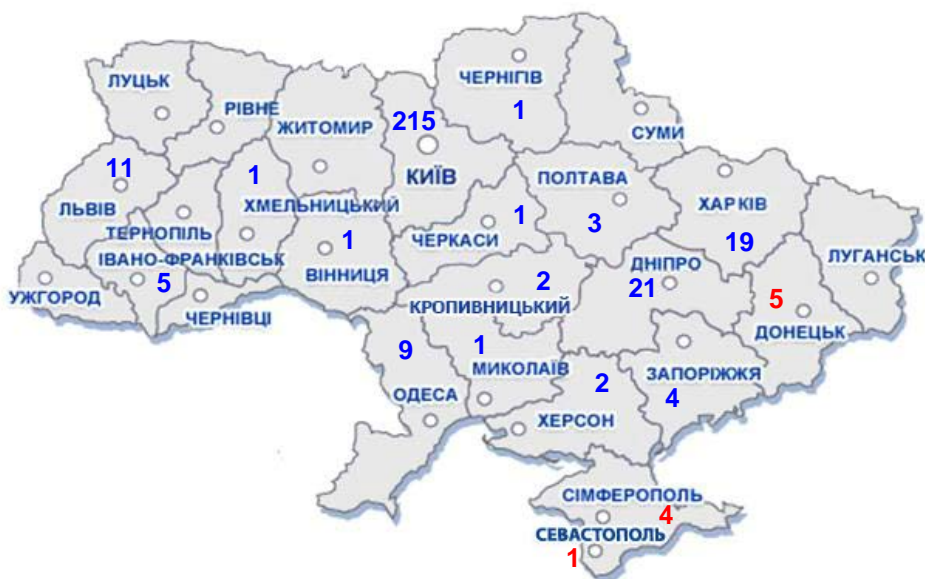 ЧЕРНІГІВ
1
ЛУЦЬК
РІВНЕ
ЖИТОМИР
215
СУМИ
11
1
КИЇВ
ПОЛТАВА
ЛЬВІВ
ХМЕЛЬНИЦЬКИЙ
ХАРКІВ
ТЕРНОПІЛЬ
1
3
19
ЧЕРКАСИ
1
ІВАНО-ФРАНКІВСЬК
ВІННИЦЯ
ДНІПРО
ЛУГАНСЬК
5
2
21
5
УЖГОРОД
КРОПИВНИЦЬКИЙ
ЧЕРНІВЦІ
ДОНЕЦЬК
9
1
МИКОЛАЇВ
ЗАПОРІЖЖЯ
2
4
ОДЕСА
ХЕРСОН
СІМФЕРОПОЛЬ
4
СЕВАСТОПОЛЬ
1